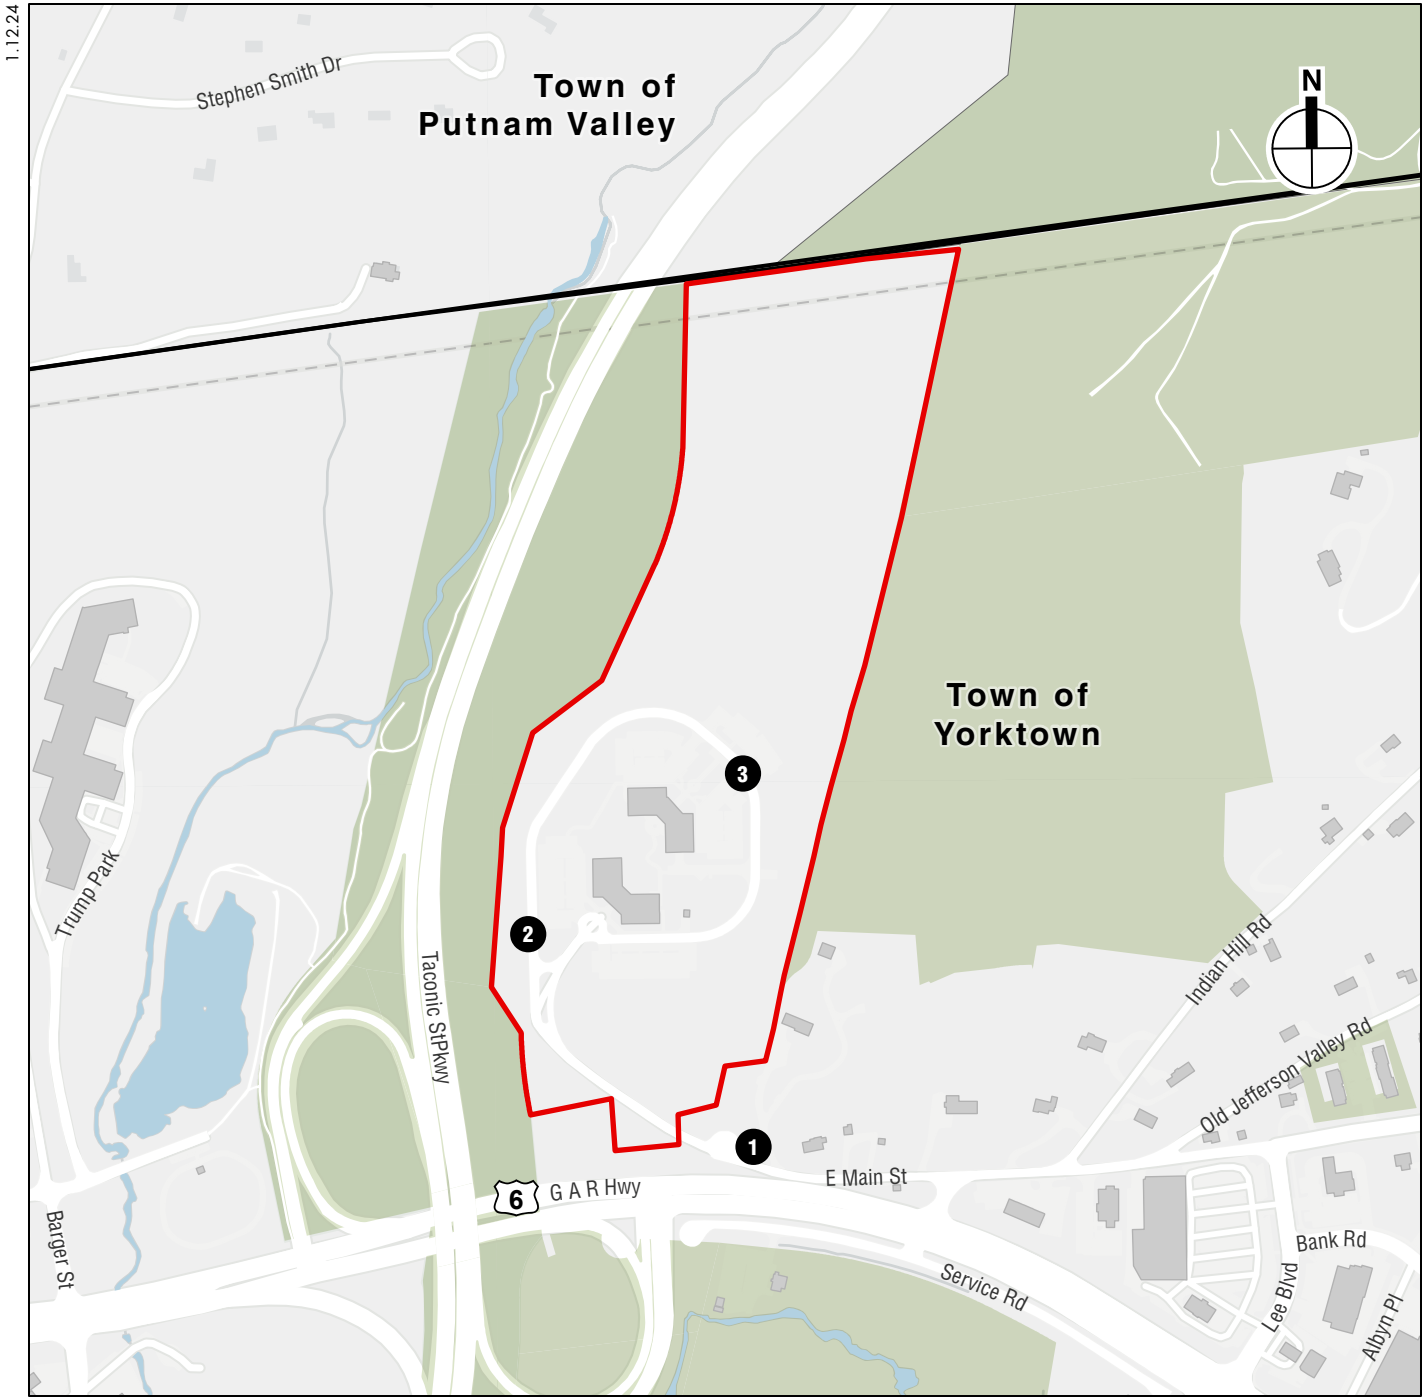 1.12.24
Stephen Smith Dr
Town of
Putnam Valley
N
Town of
Yorktown
3
2
Trump Park
Taconic StPkwy
Indian Hill Rd
Old Jefferson Valley Rd
1
E Main St
6
G A R Hwy
Barger St
Service Rd
Bank Rd
Lee Blvd
Albyn Pl